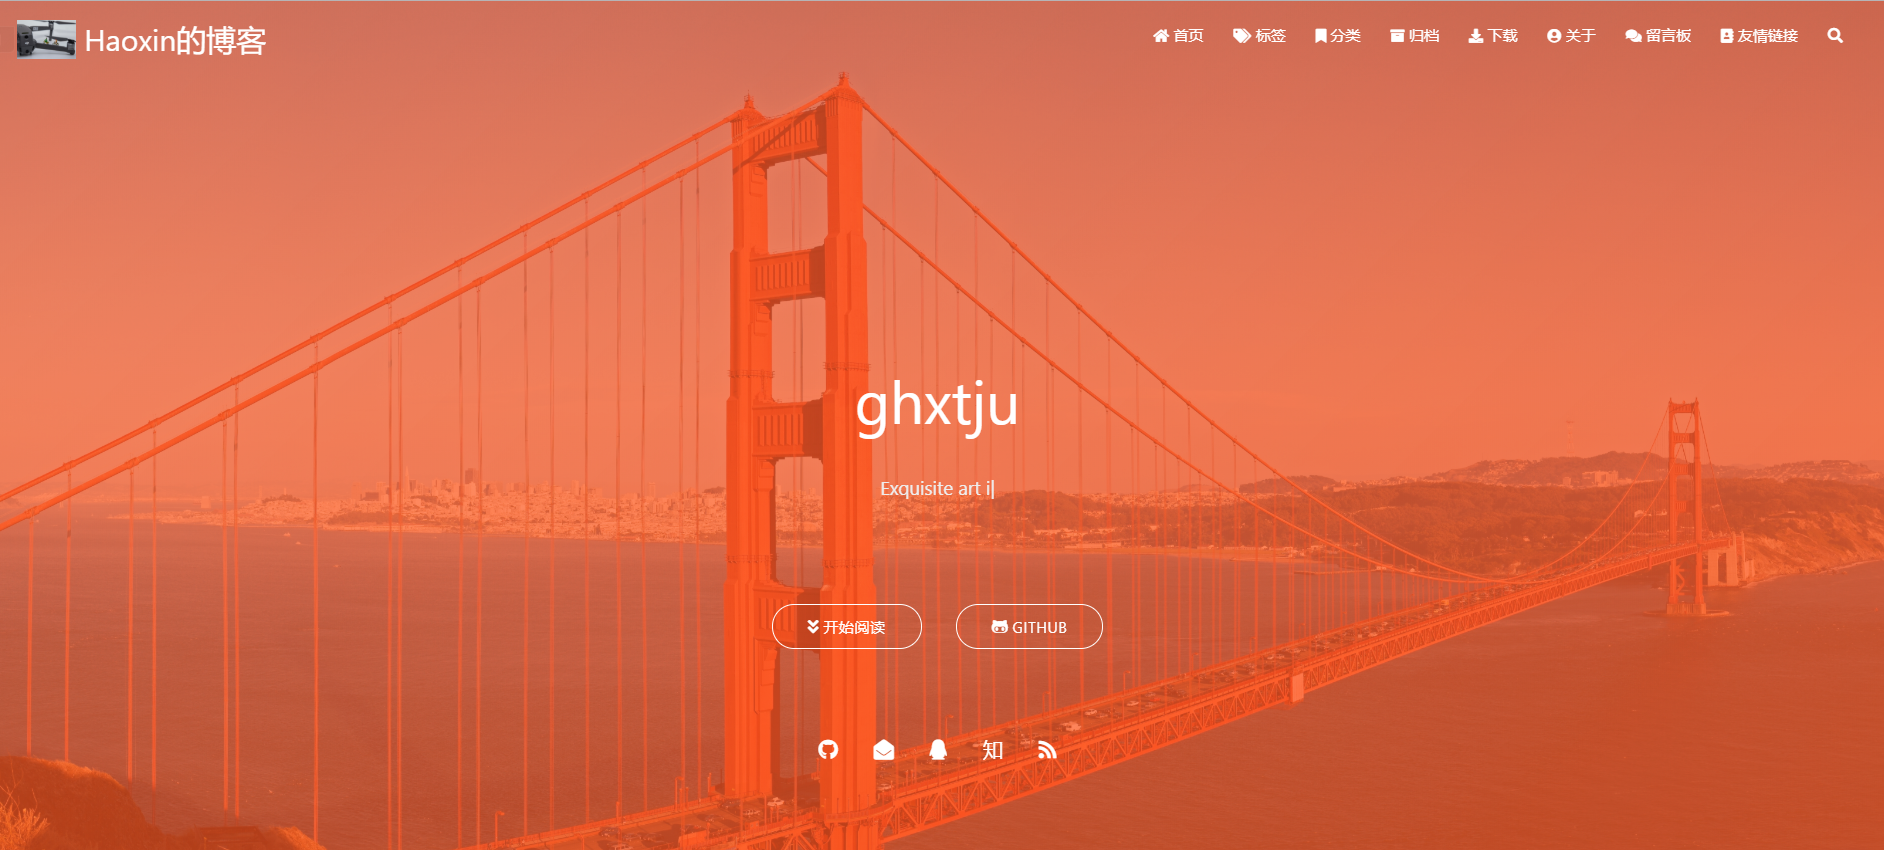 Haoxin的博客
首页 标签 分类 归档 下载 关于 留言板 友情链接
ghxtju
Exquisite art i|
开始阅读 GITHUB
知